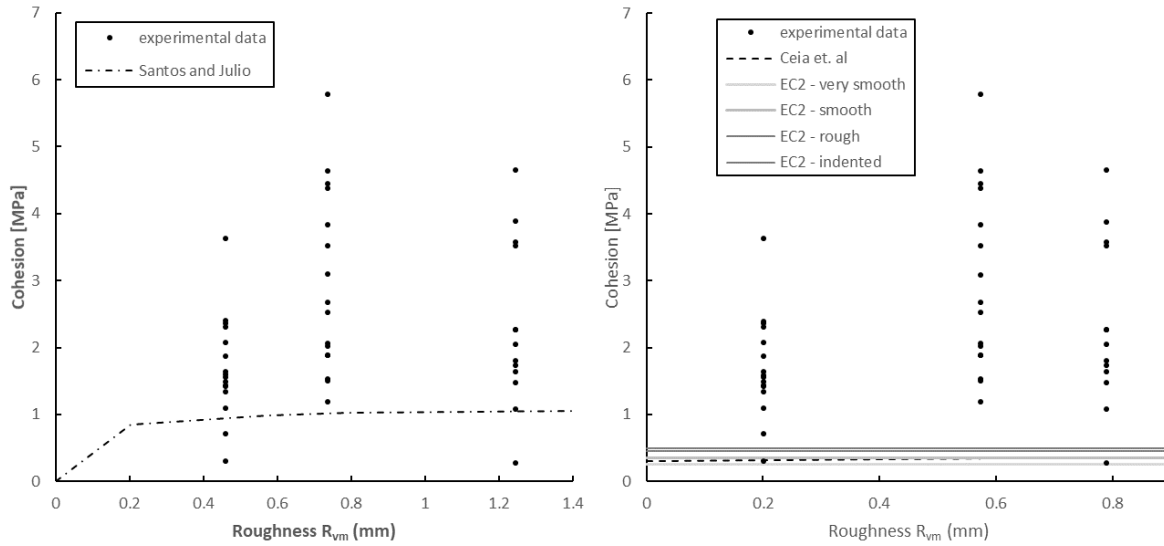 7
6
5
4
3
2
1
0
Cohesion [MPa]
experimental data
Santos and Julio
0
0.2
0.4
0.6
0.8
1
1.2
1.4
Roughness Rvm (mm)
7
6
5
4
3
2
1
0
Cohesion [MPa]
experimental data
Ceia et. al
EC2 - very smooth
EC2 - smooth
EC2 - rough
EC2 - indented
0
0.2
0.4
0.6
0.8
Roughness Rvm (mm)